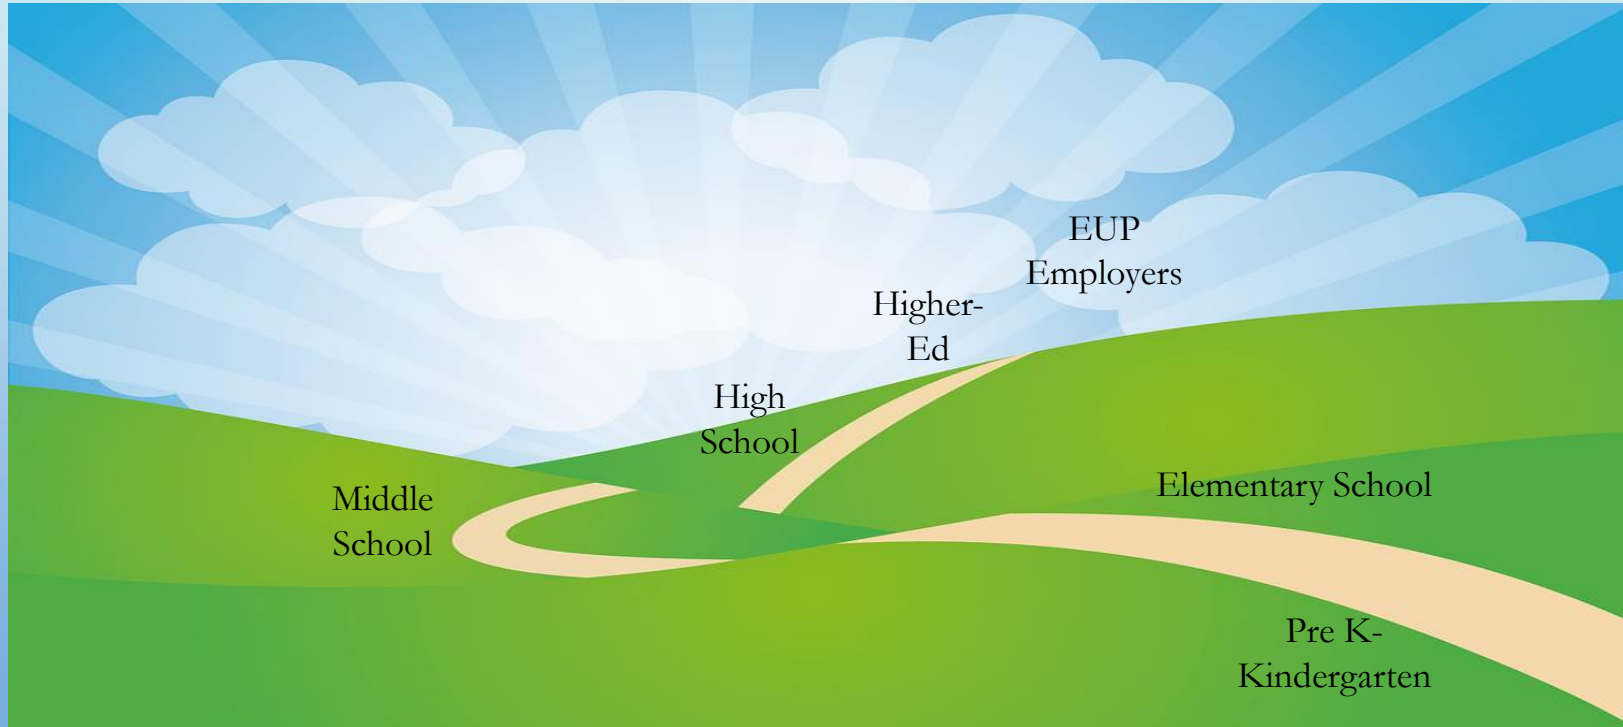 EUP
Employers
Higher-
Ed
High
School
Elementary School
Middle
School
Pre K-
Kindergarten